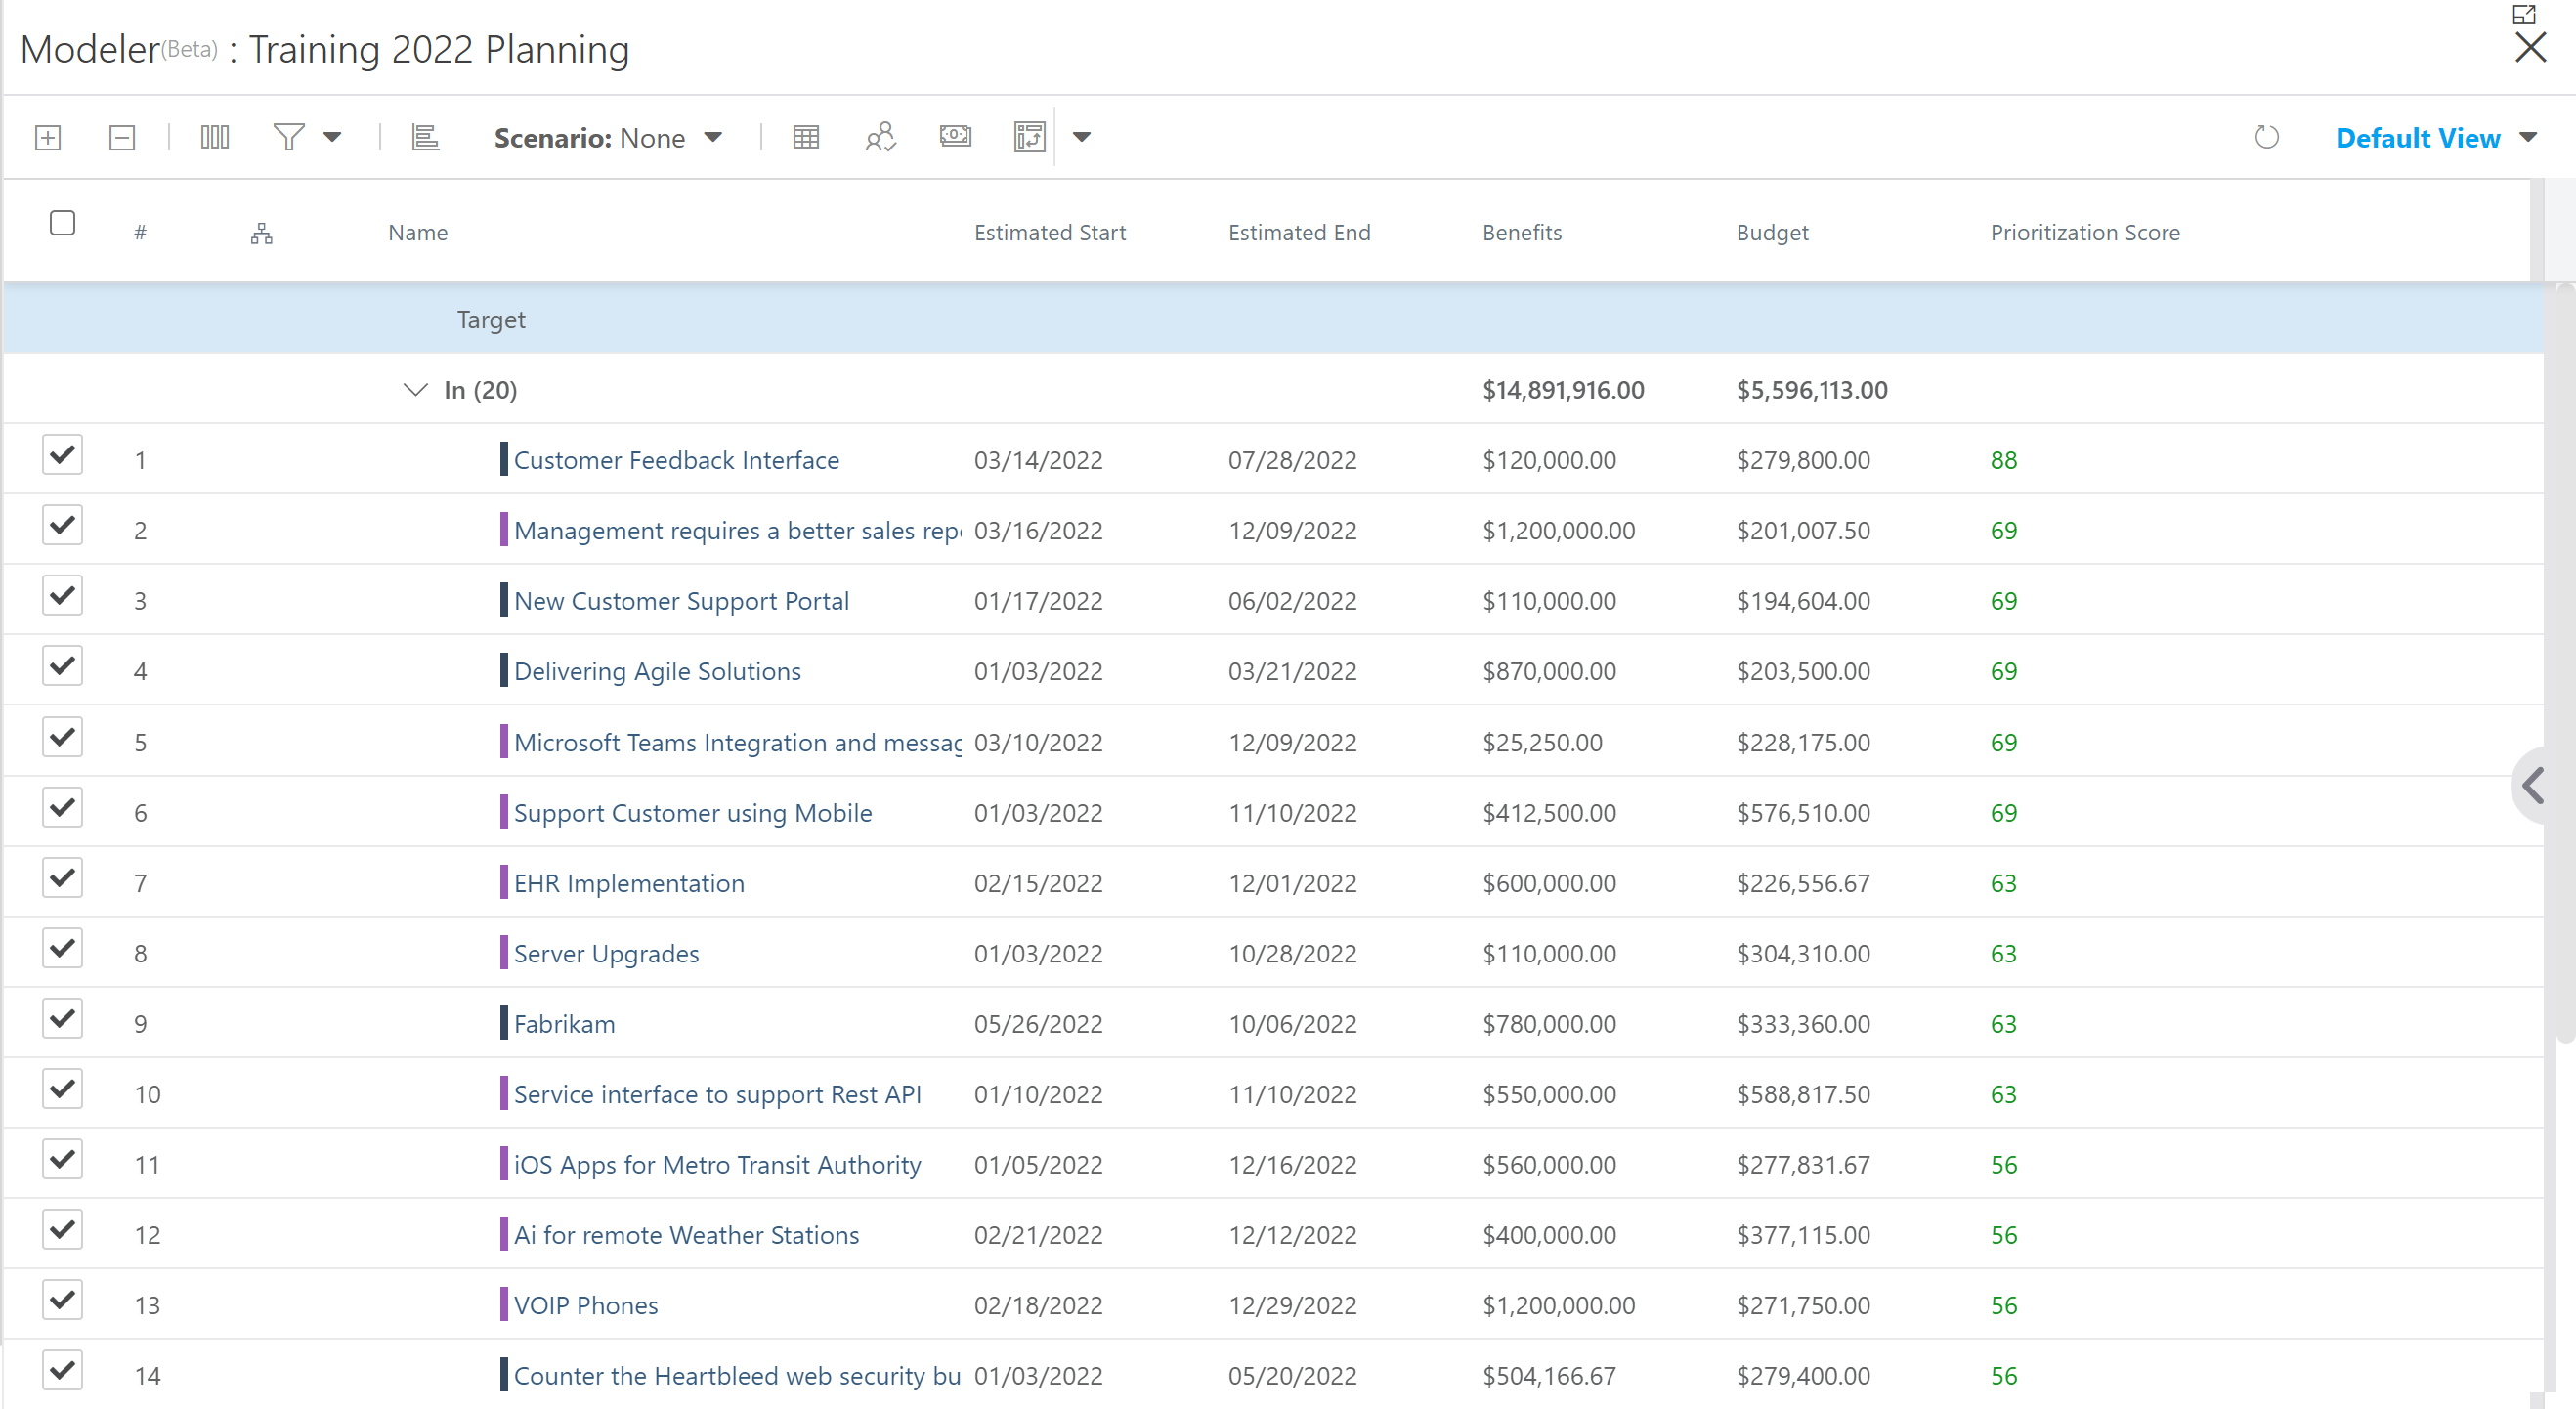 Modeler(Beta) : Training 2022 Planning
Scenario: None Default View
# Name Estimated Start Estimated End Benefits Budget Prioritization Score
Target
In (20) $14,891,916.00 $5,596,113.00
1 Customer Feedback Interface 03/14/2022 07/28/2022 $120,000.00 $279,800.00 88
2 Management requires a better sales rep 03/16/2022 12/09/2022 $1,200,000.00 $201,007.50 69
3 New Customer Support Portal 01/17/2022 06/02/2022 $110,000.00 $194,604.00 69
4 Delivering Agile Solutions 01/03/2022 03/21/2022 $870,000.00 $203,500.00 69
5 Microsoft Teams Integration and messag 03/10/2022 12/09/2022 $25,250.00 $228,175.00 69
6 Support Customer using Mobile 01/03/2022 11/10/2022 $412,500.00 $576,510.00 69
7 EHR Implementation 02/15/2022 12/01/2022 $600,000.00 $226,556.67 63
8 Server Upgrades 01/03/2022 10/28/2022 $110,000.00 $304,310.00 63
9 Fabrikam 05/26/2022 10/06/2022 $780,000.00 $333,360.00 63
10 Service interface to support Rest API 01/10/2022 11/10/2022 $550,000.00 $588,817.50 63
11 iOS Apps for Metro Transit Authority 01/05/2022 12/16/2022 $560,000.00 $277,831.67 56
12 Ai for remote Weather Stations 02/21/2022 12/12/2022 $400,000.00 $377,115.00 56
13 VOIP Phones 02/18/2022 12/29/2022 $1,200,000.00 $271,750.00 56
14 Counter the Heartbleed web security bu 01/03/2022 05/20/2022 $504,166.67 $279,400.00 56